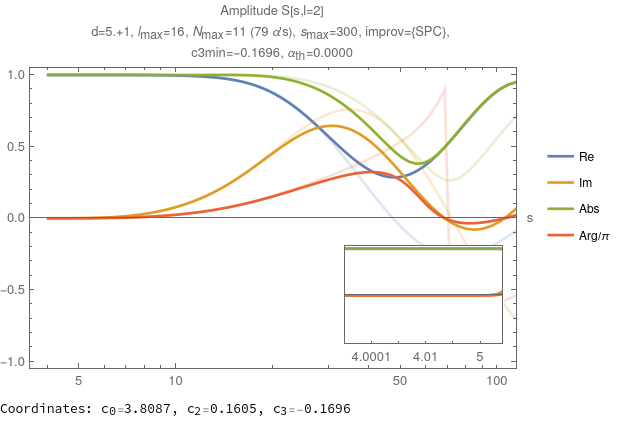 Amplitude S[s,l=2]
d=5.+1, lmax=16, Nmax=11 (79 α's), smax=300, improv={SPC},
c3min=-0.1696, αth=0.0000
1.0
0.5
0.0
-0.5
-1.0
s
Re
Im
Abs
Arg/π
4.0001 4.01 5
5 10 50 100
Coordinates: c0=3.8087, c2=0.1605, c3=-0.1696